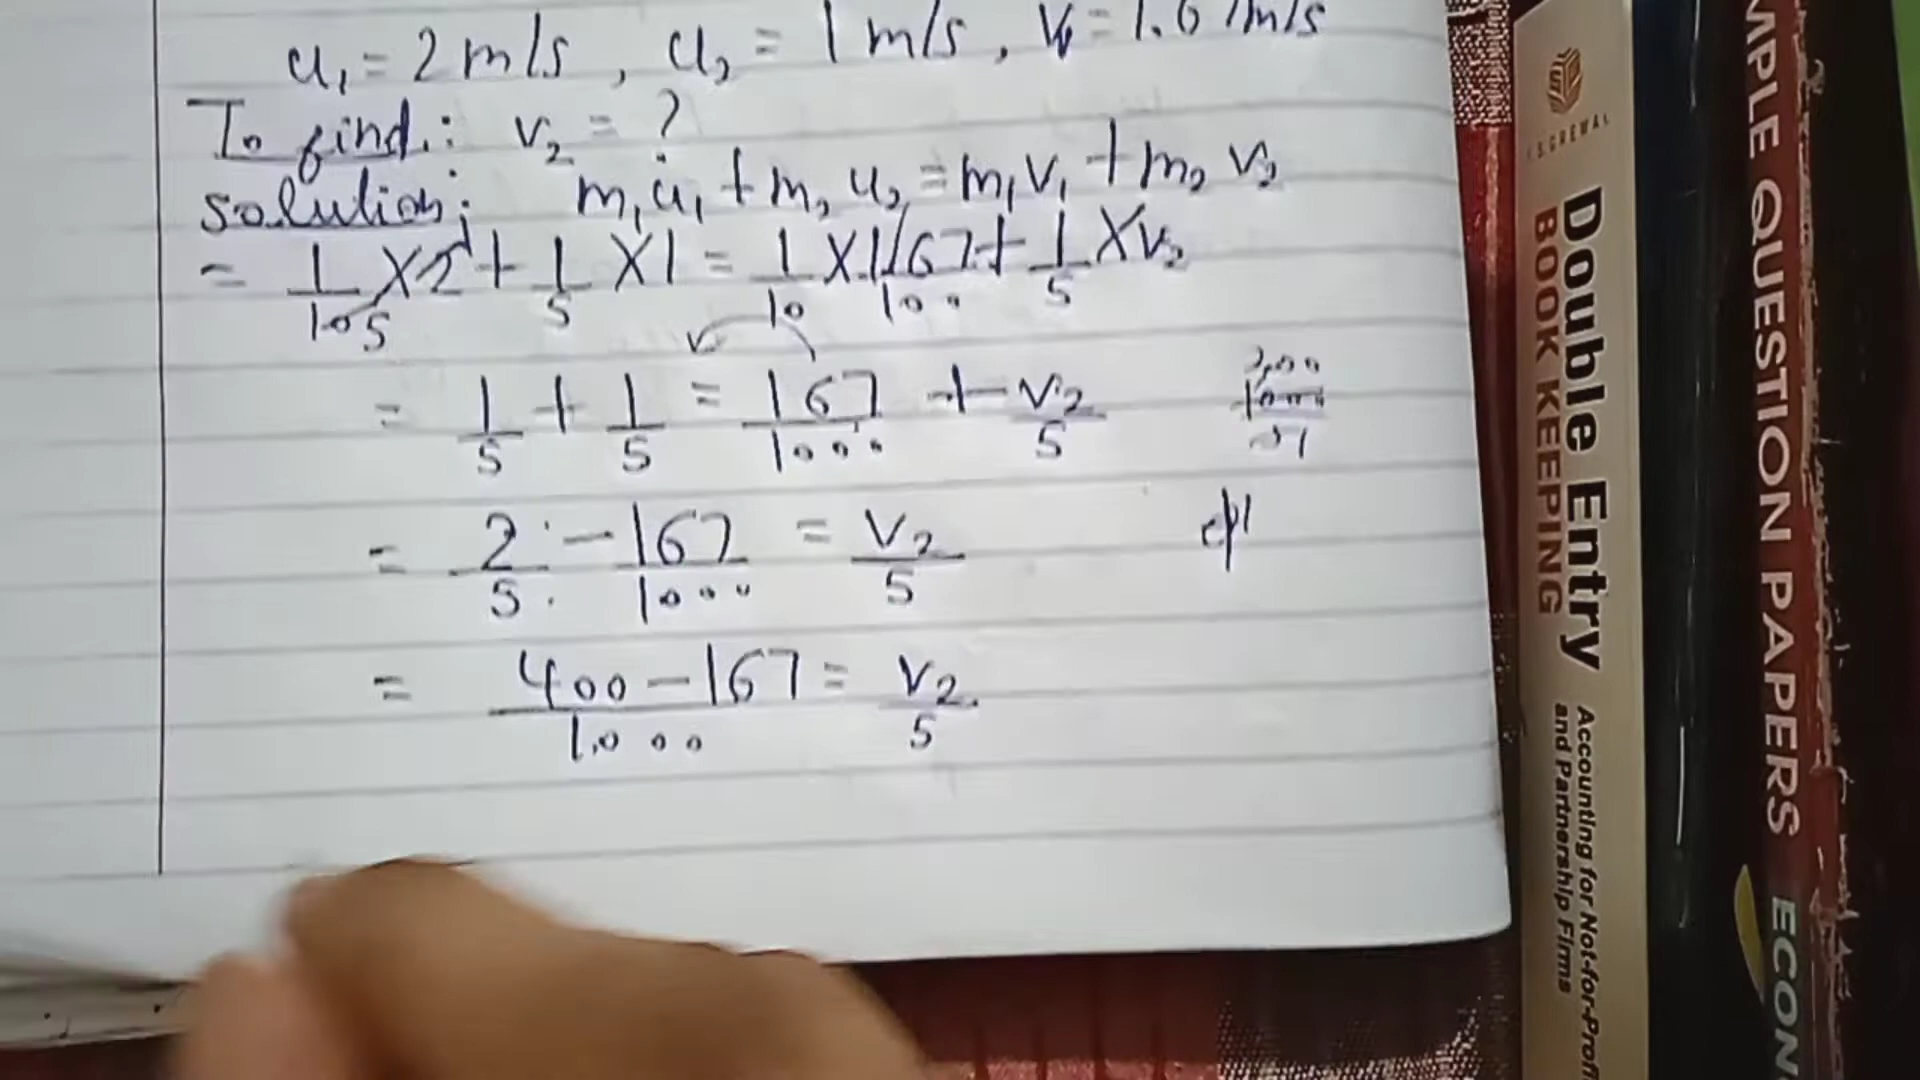 u₁ = 2 m/s , u₂ = 1 m/s , v₁ = 1.67 m/s
To find : v₂ = ?
solution : m₁u₁ + m₂u₂ = m₁v₁ + m₂v₂
= 1/10 5 X 2 + 1/5 X 1 = 1/10 X 167/100 + 1/5 X v₂
= 1/5 + 1/5 = 167/1000 + v₂/5
= 2/5 - 167/1000 = v₂/5
= 400 - 167/1000 = v₂/5
Double Entry
BOOK KEEPING
Accounting for Not-for-Profi
and Partnership Firms
MPLE QUESTION PAPERS ECON